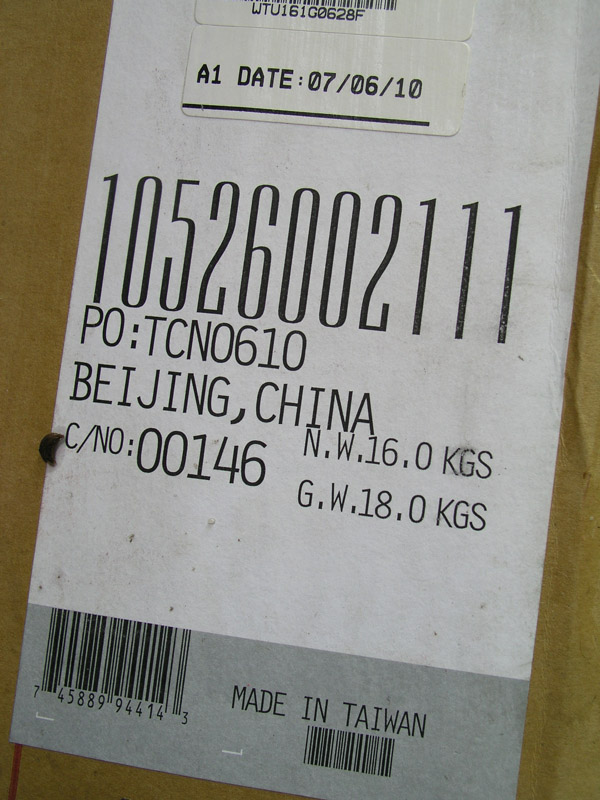 WTU161G0628F
A1 DATE:07/06/10
10526002111
PO:TCN0610
BEIJING,CHINA
C/NO:00146
N.W.16.0 KGS
G.W.18.0 KGS
7 45889 94414 3
MADE IN TAIWAN